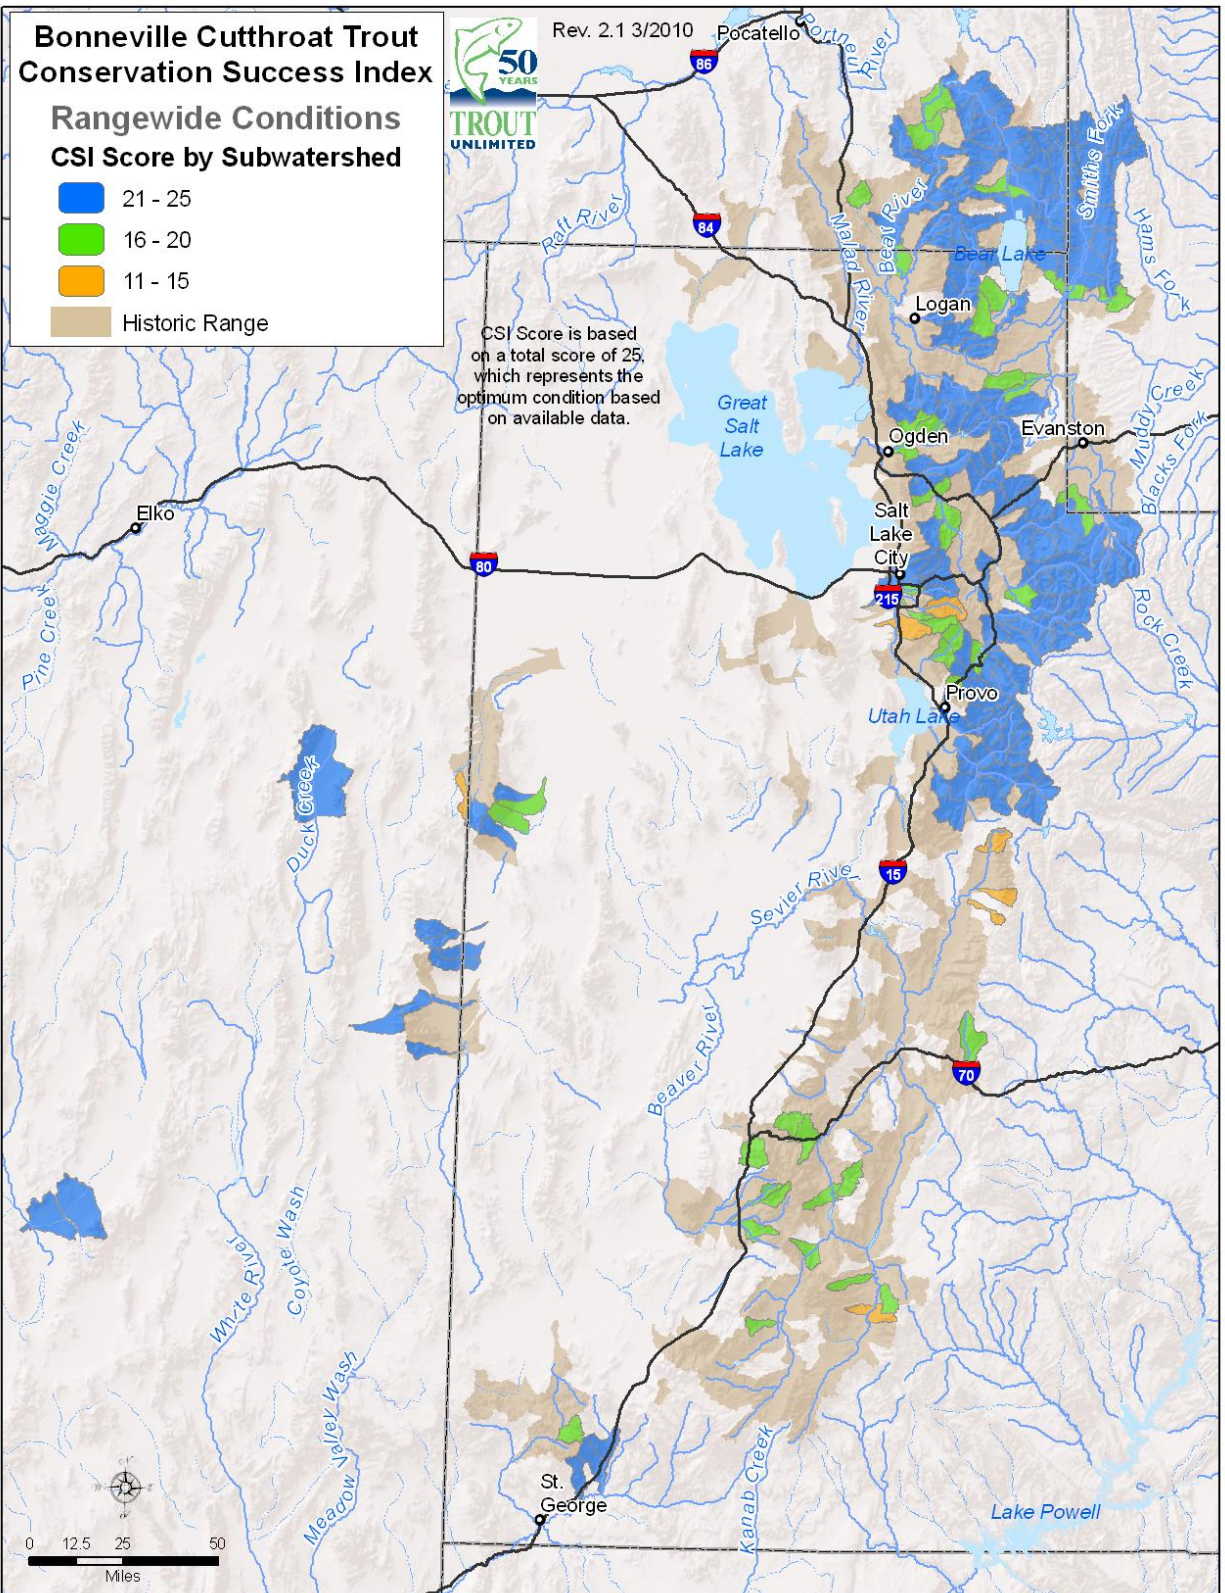 Bonneville Cutthroat Trout
Conservation Success Index
Rangewide Conditions
CSI Score by Subwatershed
21 - 25
16 - 20
11 - 15
Historic Range
50
YEARS
TROUT
UNLIMITED
Rev. 2.1 3/2010
Pocatello
Portneuf
River
86
84
Raft River
Malad River
Bear River
Smiths Fork
Hams Fork
Bear Lake
Logan
CSI Score is based
on a total score of 25,
which represents the
optimum condition based
on available data.
Great
Salt
Lake
Ogden
Evanston
Muddy Creek
Blacks Fork
Maggie Creek
Elko
Salt
Lake
City
80
215
Pine Creek
Rock Creek
Provo
Utah Lake
Duck Creek
Sevier River
15
Beaver River
70
White River
Coyote Wash
Meadow Valley Wash
Kanab Creek
St.
George
Lake Powell
N
0 12.5 25 50
Miles